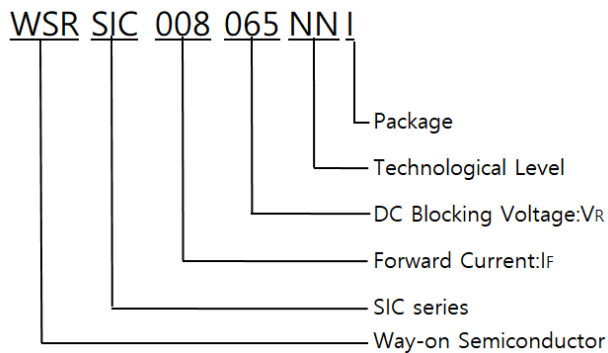 WSR SIC 008 065 NN I
Package
Technological Level
DC Blocking Voltage:VR
Forward Current:IF
SIC series
Way-on Semiconductor